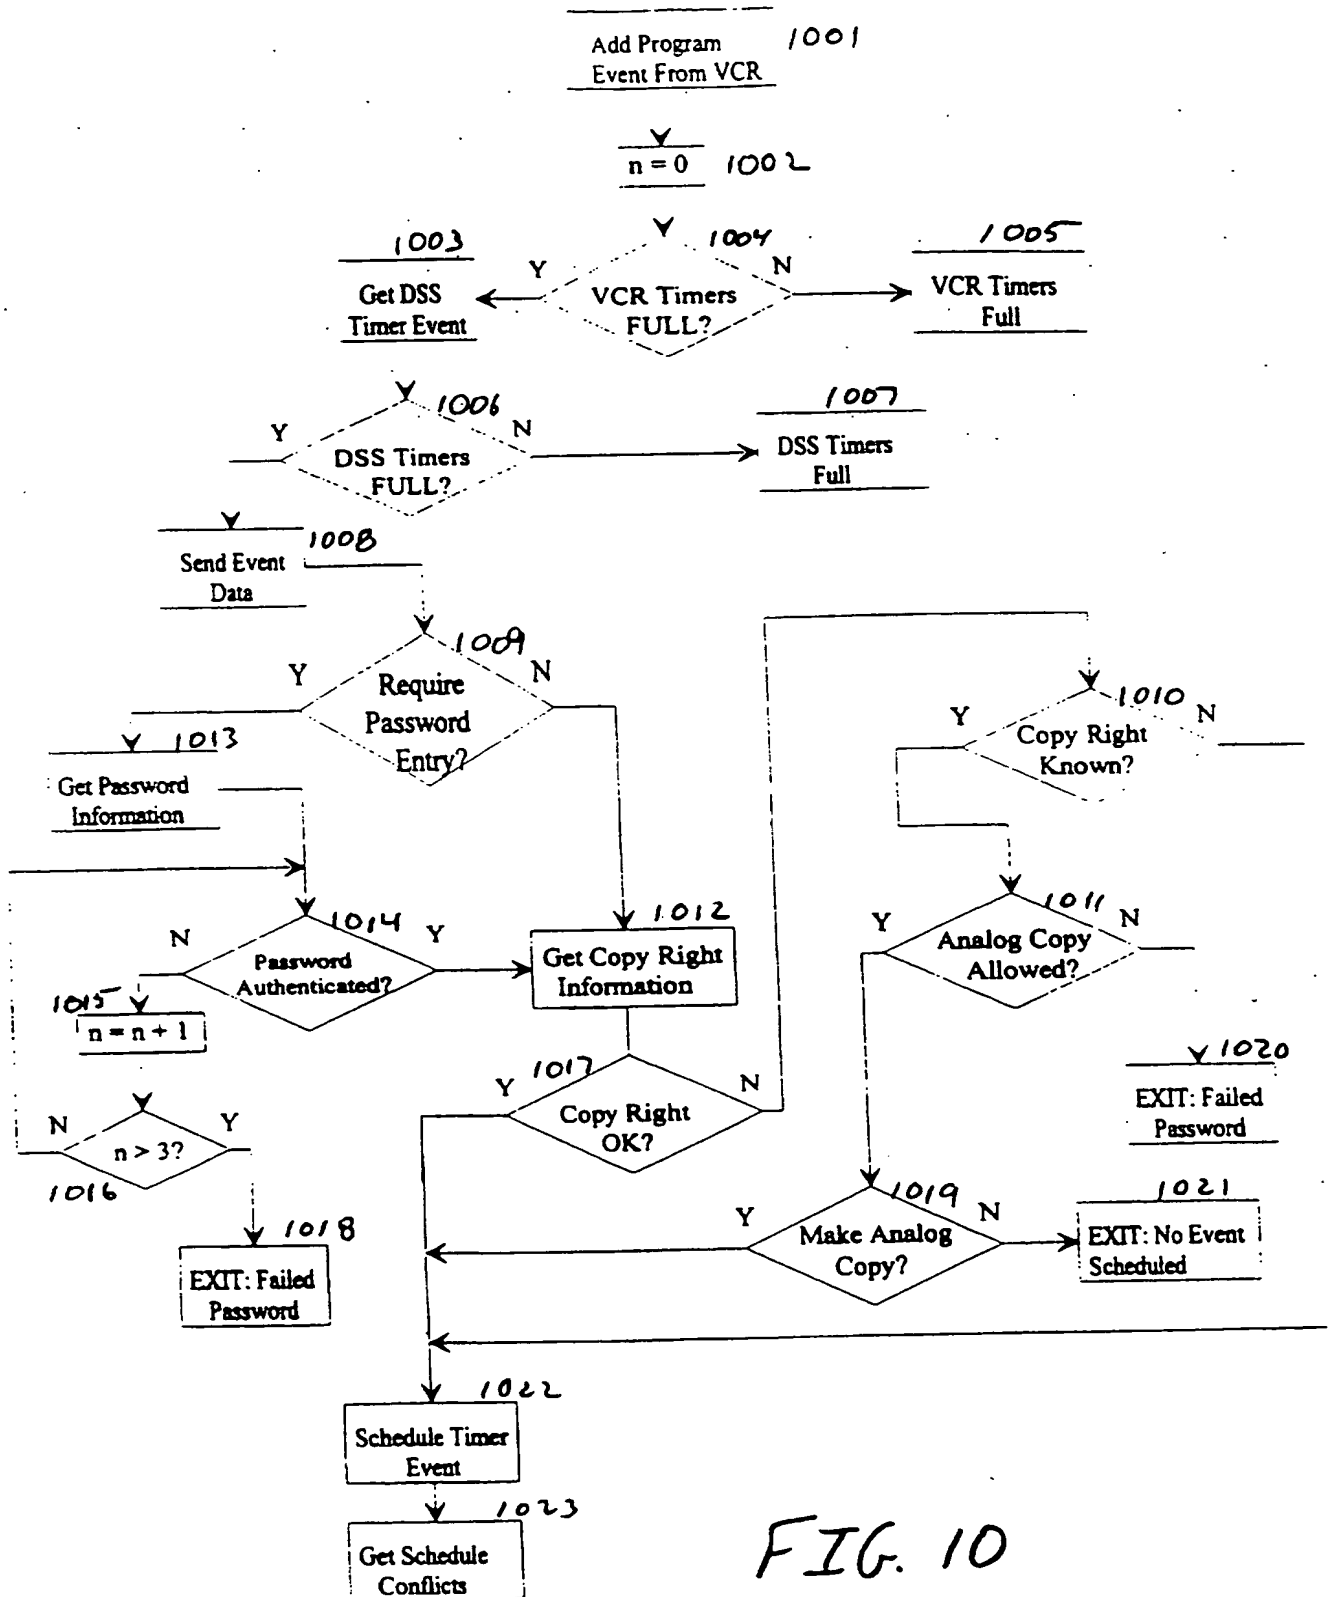 Add Program 1001
Event From VCR
n = 0 1002
1003 1004 1005
Y N
Get DSS
Timer Event
VCR Timers
FULL?
VCR Timers
Full
1006 1007
Y N
DSS Timers
FULL?
DSS Timers
Full
1008
Send Event
Data
1009
Y N
Require
Password
Entry?
1010
Y N
Copy Right
Known?
1013
Get Password
Information
1011
Y N
Analog Copy
Allowed?
1014
N Y
Password
Authenticated?
1012
Get Copy Right
Information
1015
n = n + 1
1017
Y N
Copy Right
OK?
1020
EXIT: Failed
Password
N Y
n > 3?
1016
1019
Y N
Make Analog
Copy?
1021
EXIT: No Event
Scheduled
1018
EXIT: Failed
Password
1022
Schedule Timer
Event
1023
Get Schedule
Conflicts
FIG. 10